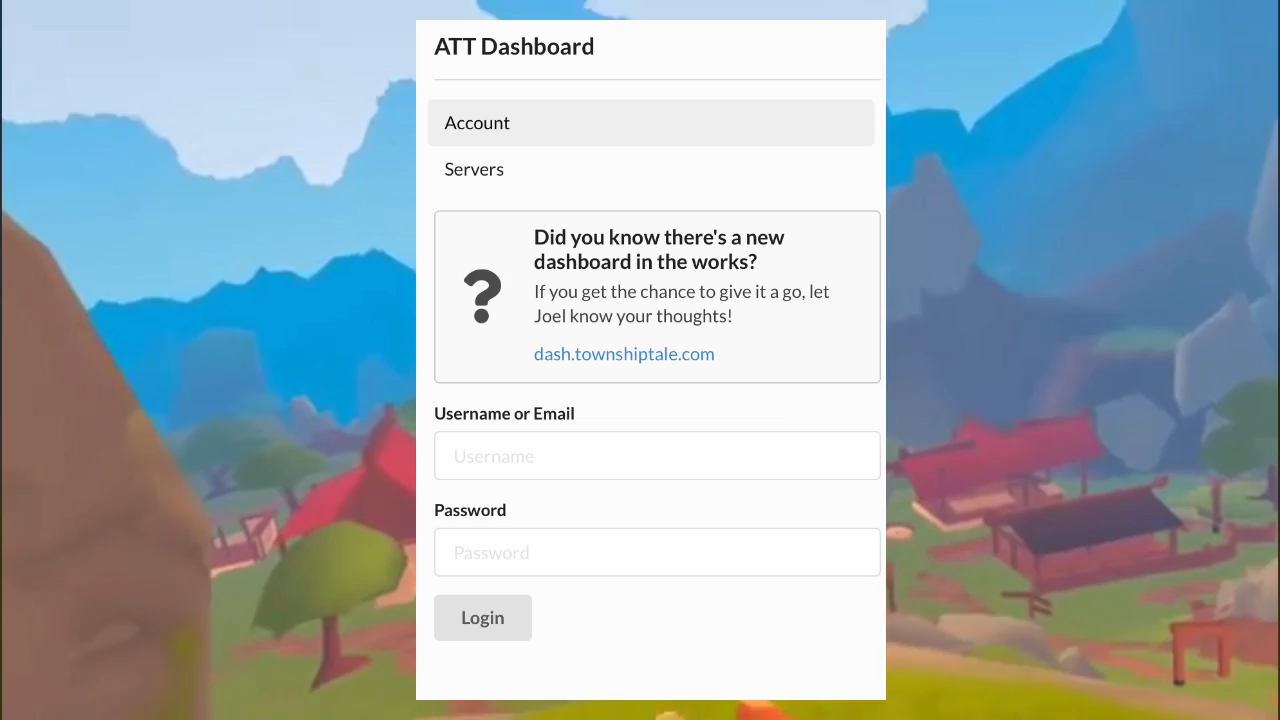 ATT Dashboard
Account
Servers
Did you know there's a new
dashboard in the works?
If you get the chance to give it a go, let
Joel know your thoughts!
dash.townshiptale.com
Username or Email
Username
Password
Password
Login